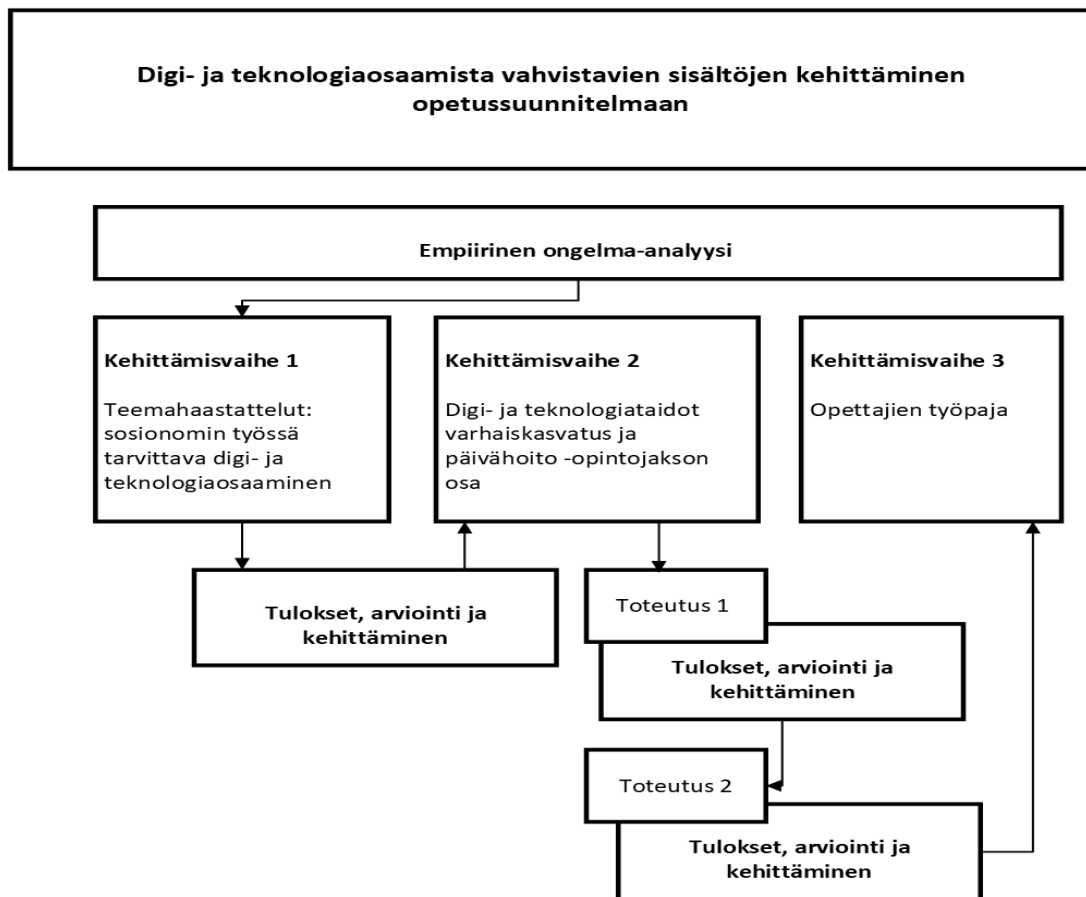 Digi- ja teknologiaosaamista vahvistavien sisältöjen kehittäminen
opetussuunnitelmaan
Empiirinen ongelma-analyysi
Kehittämisvaihe 1
Teemahaastattelut:
sosionomin työssä
tarvittava digi- ja
teknologiaosaaminen
Kehittämisvaihe 2
Digi- ja teknologiataidot
varhaiskasvatus ja
päivähoito -opintojakson
osa
Kehittämisvaihe 3
Opettajien työpaja
Tulokset, arviointi ja
kehittäminen
Toteutus 1
Tulokset, arviointi ja
kehittäminen
Toteutus 2
Tulokset, arviointi ja
kehittäminen